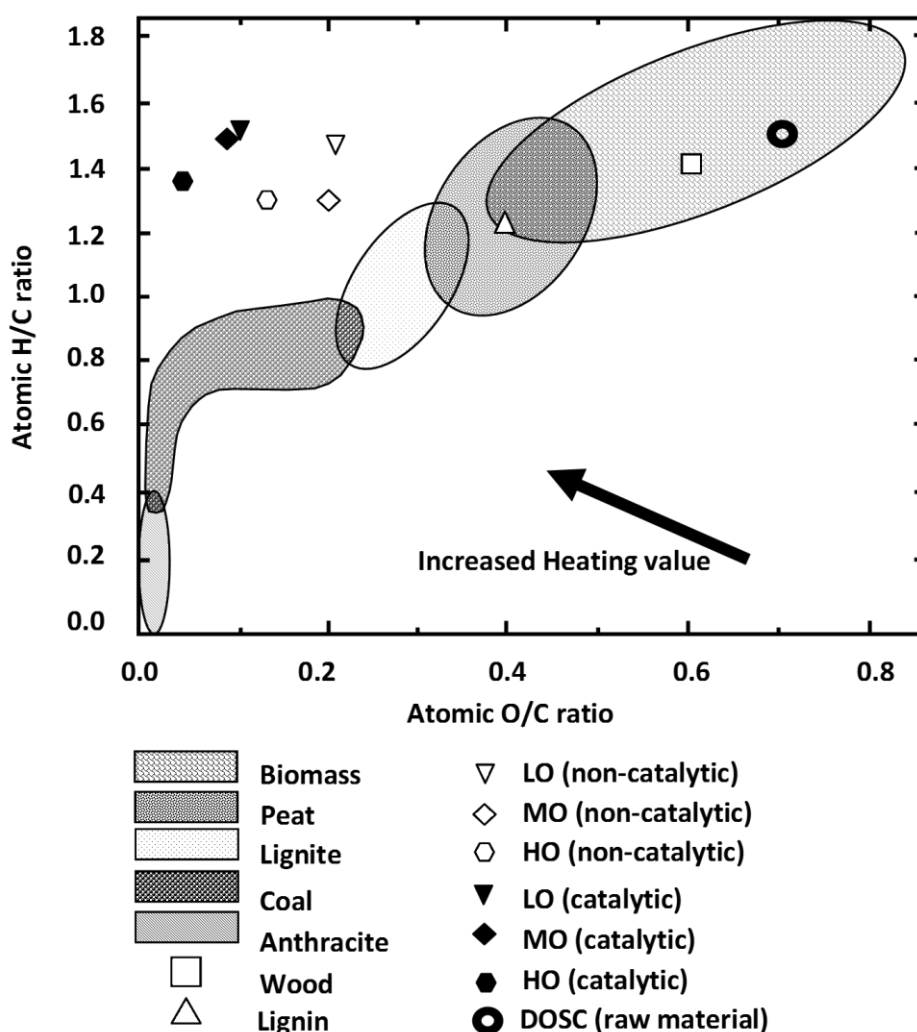 1.8
1.6
1.4
1.2
1.0
0.8
0.6
0.4
0.2
0.0
Atomic H/C ratio
Increased Heating value
0.0 0.2 0.4 0.6 0.8
Atomic O/C ratio
Biomass
Peat
Lignite
Coal
Anthracite
Wood
Lignin
LO (non-catalytic)
MO (non-catalytic)
HO (non-catalytic)
LO (catalytic)
MO (catalytic)
HO (catalytic)
DOSC (raw material)